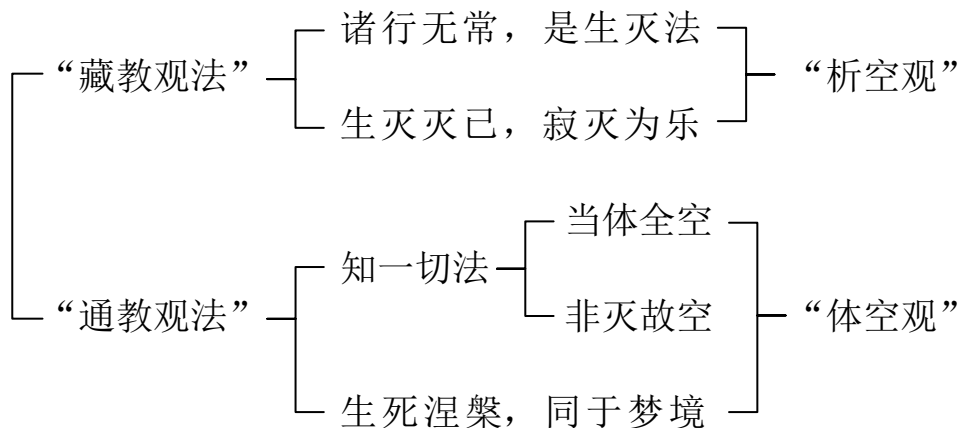 诸行无常，是生灭法
“藏教观法”
“析空观”
生灭灭己，寂灭为乐
当体全空
知一切法
“通教观法”
非灭故空
“体空观”
生死涅槃，同于梦境